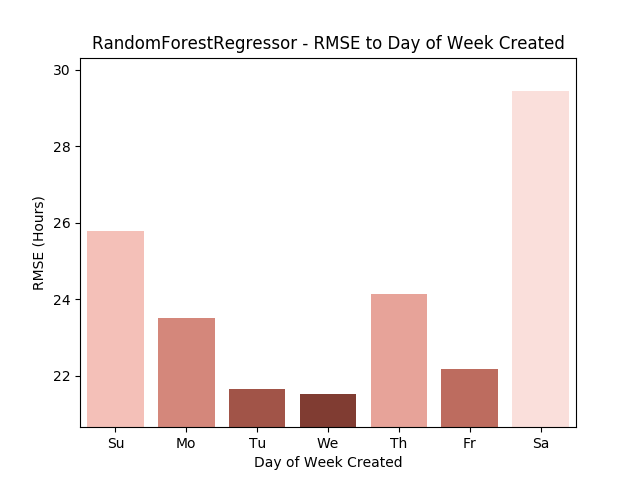 RandomForestRegressor - RMSE to Day of Week Created
30
28
26
24
22
RMSE (Hours)
Su Mo Tu We Th Fr Sa
Day of Week Created